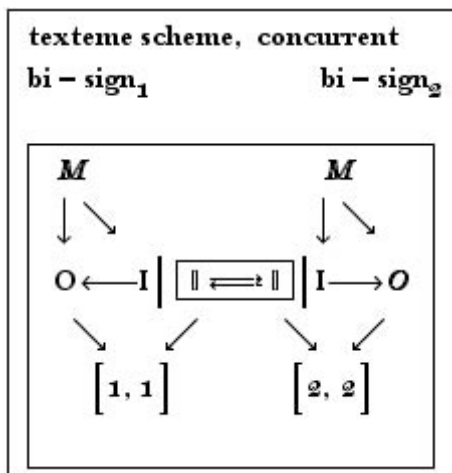 texteme scheme, concurrent
bi – sign₁ bi – sign₂
M M
↓ ↘ ↓ ↘
O ← I | 𝕀 ⇌ 𝕀 | I → O
↘ ↙ ↘ ↙
[1, 1] [2, 2]